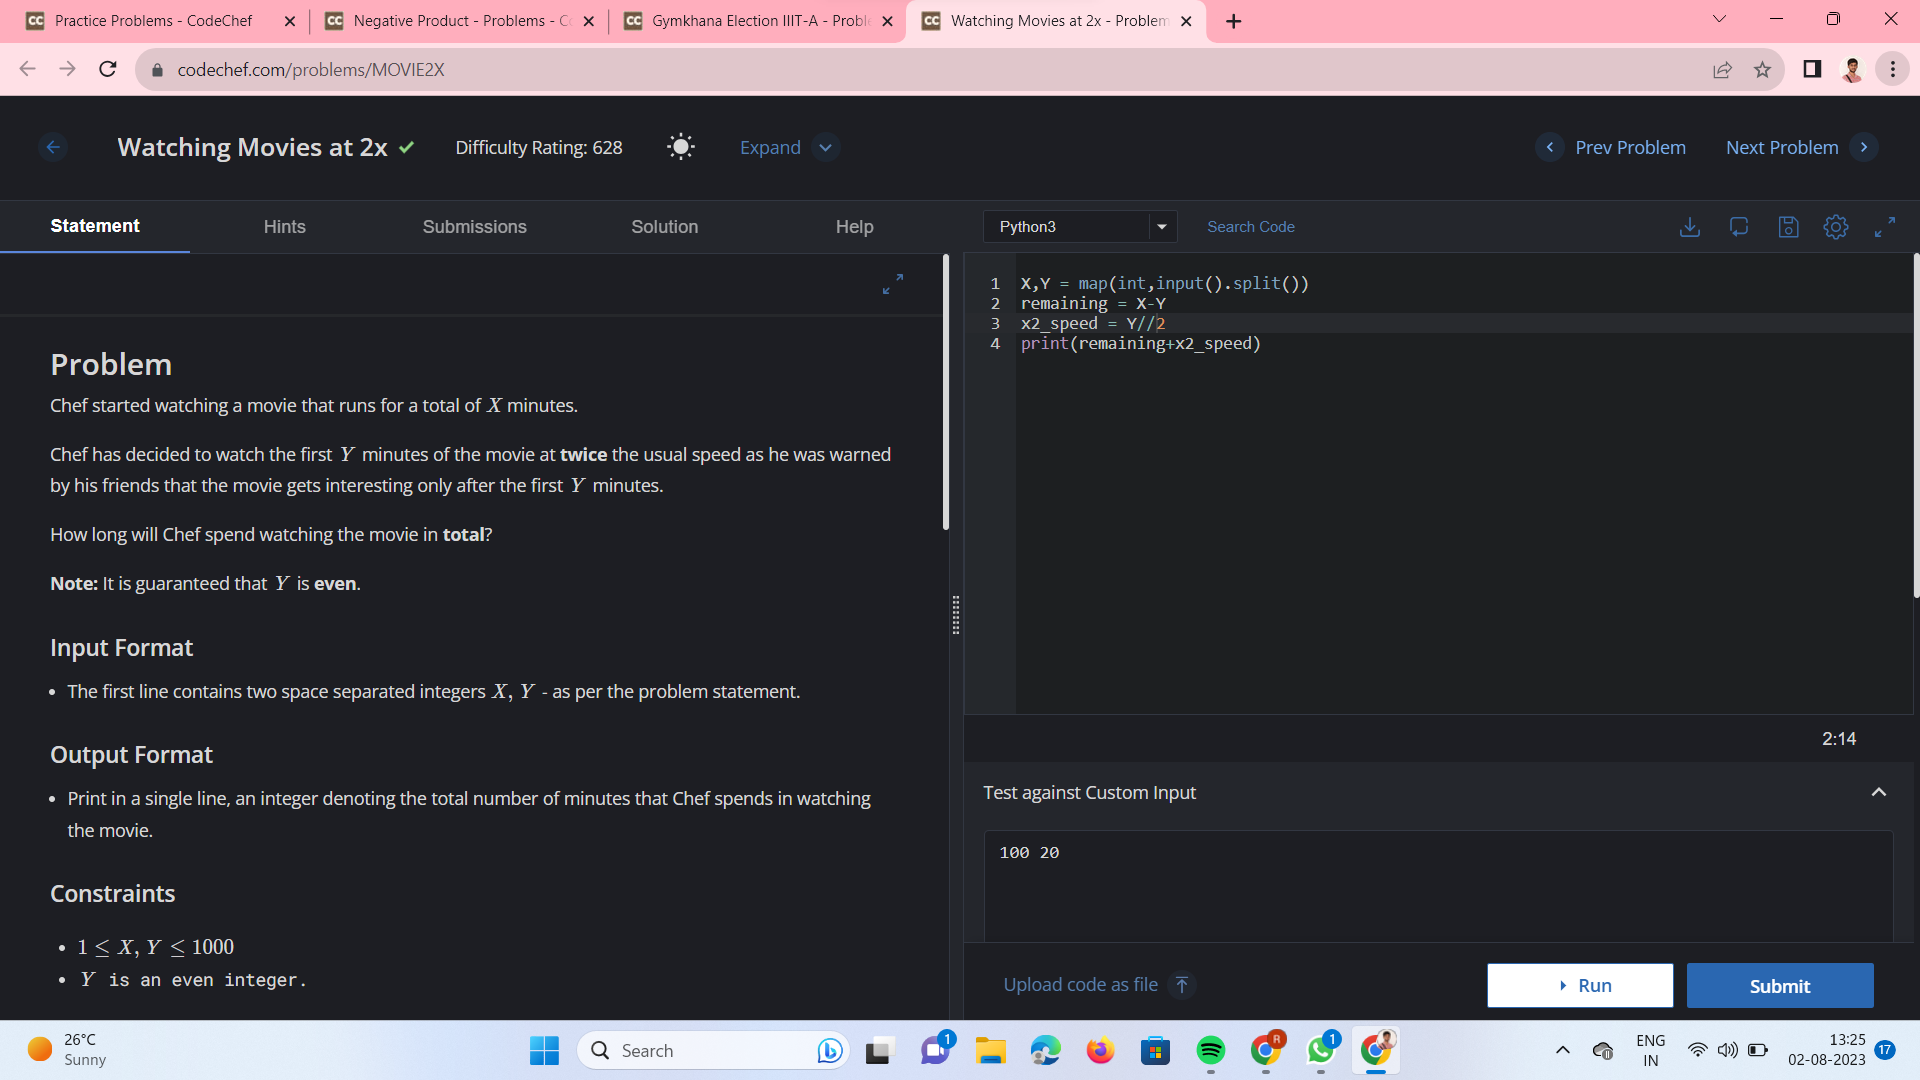 Practice Problems - CodeChef
Negative Product - Problems - C
Gymkhana Election IIIT-A - Proble
Watching Movies at 2x - Problem
codechef.com/problems/MOVIE2X
Watching Movies at 2x
Difficulty Rating: 628
Expand
Prev Problem
Next Problem
Statement
Hints
Submissions
Solution
Help
Python3
Search Code
Problem
Chef started watching a movie that runs for a total of X minutes.
Chef has decided to watch the first Y minutes of the movie at twice the usual speed as he was warned
by his friends that the movie gets interesting only after the first Y minutes.
How long will Chef spend watching the movie in total?
Note: It is guaranteed that Y is even.
Input Format
• The first line contains two space separated integers X, Y - as per the problem statement.
Output Format
• Print in a single line, an integer denoting the total number of minutes that Chef spends in watching
the movie.
Constraints
• 1 ≤ X, Y ≤ 1000
• Y is an even integer.
1 X,Y = map(int,input().split())
2 remaining = X-Y
3 x2_speed = Y//2
4 print(remaining+x2_speed)
2:14
Test against Custom Input
100 20
Upload code as file
Run
Submit
26°C
Sunny
Search
1
R
1
ENG
IN
13:25
02-08-2023
17